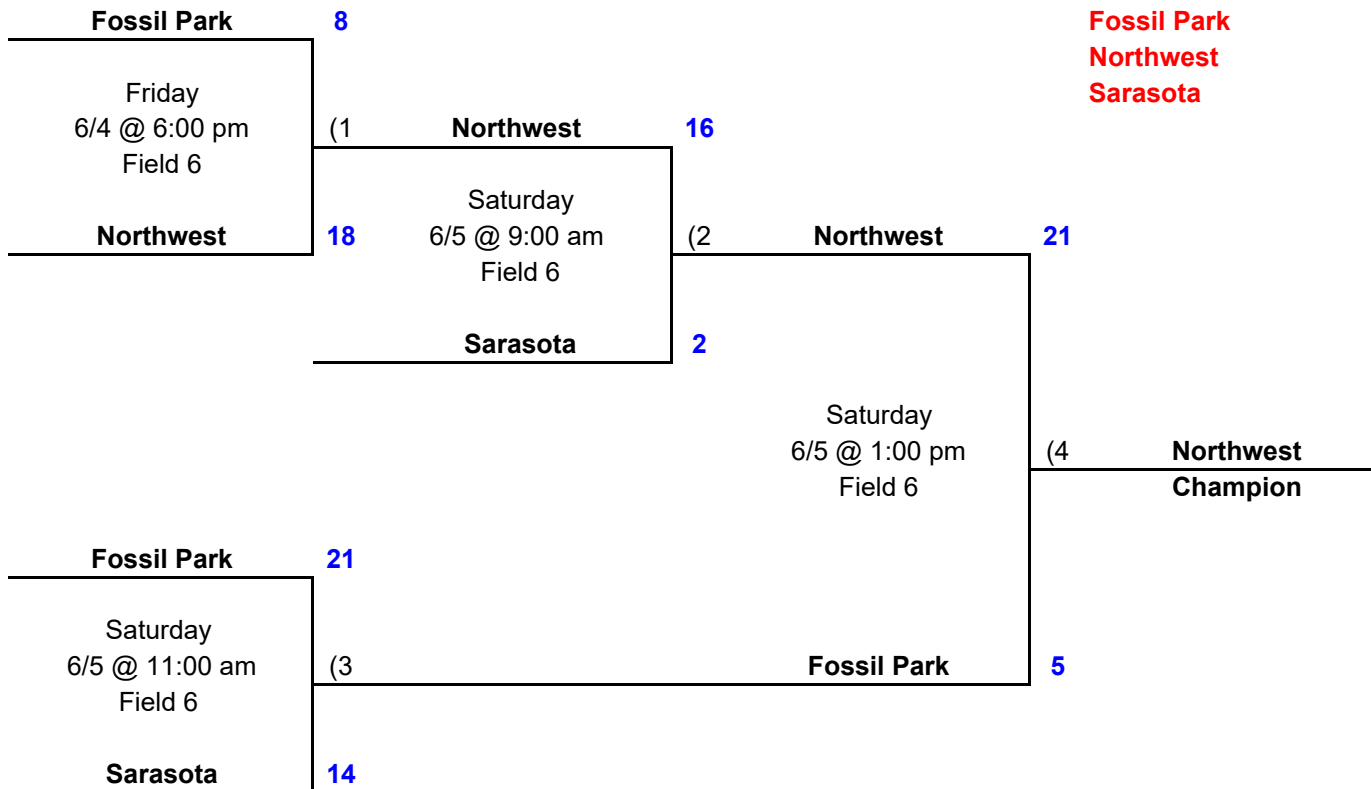 Fossil Park 8 Fossil Park
Northwest
Sarasota
Friday
6/4 @ 6:00 pm (1 Northwest 16
Field 6
Saturday
Northwest 18 6/5 @ 9:00 am (2 Northwest 21
Field 6
Sarasota 2
Saturday
6/5 @ 1:00 pm (4 Northwest
Field 6 Champion
Fossil Park 21
Saturday
6/5 @ 11:00 am (3 Fossil Park 5
Field 6
Sarasota 14